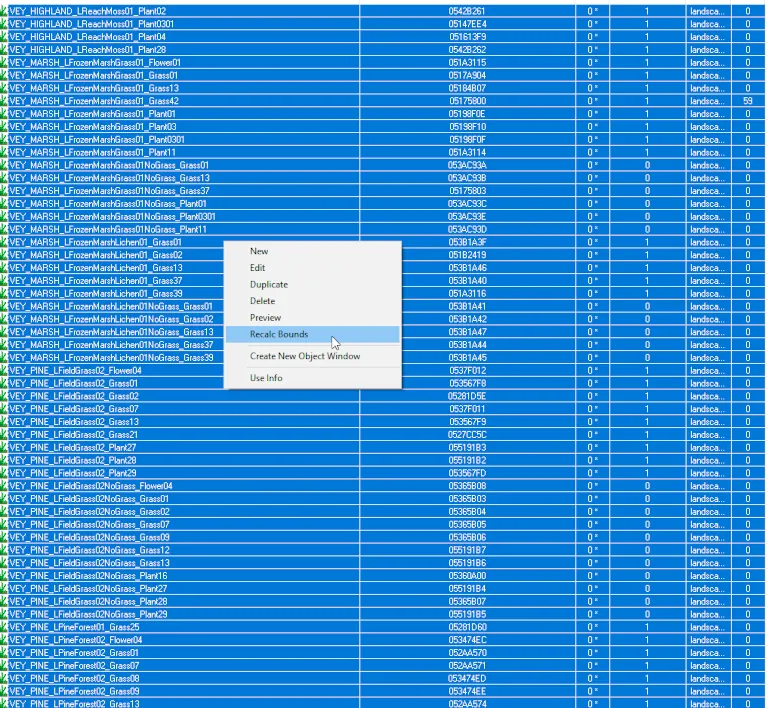 VEY_HIGHLAND_LReachMoss01_Plant02 0542B261 0 * 1 landsca... 0
VEY_HIGHLAND_LReachMoss01_Plant0301 05147EE4 0 * 1 landsca... 0
VEY_HIGHLAND_LReachMoss01_Plant04 051613F9 0 * 1 landsca... 0
VEY_HIGHLAND_LReachMoss01_Plant28 0542B262 0 * 1 landsca... 0
VEY_MARSH_LFrozenMarshGrass01_Flower01 051A3115 0 * 1 landsca... 0
VEY_MARSH_LFrozenMarshGrass01_Grass01 0517A904 0 * 1 landsca... 0
VEY_MARSH_LFrozenMarshGrass01_Grass13 05184B07 0 * 1 landsca... 0
VEY_MARSH_LFrozenMarshGrass01_Grass42 05175800 0 * 1 landsca... 59
VEY_MARSH_LFrozenMarshGrass01_Plant01 05198F0E 0 * 1 landsca... 0
VEY_MARSH_LFrozenMarshGrass01_Plant03 05198F10 0 * 1 landsca... 0
VEY_MARSH_LFrozenMarshGrass01_Plant0301 05198F0F 0 * 1 landsca... 0
VEY_MARSH_LFrozenMarshGrass01_Plant11 051A3114 0 * 1 landsca... 0
VEY_MARSH_LFrozenMarshGrass01NoGrass_Grass01 053AC93A 0 * 0 landsca... 0
VEY_MARSH_LFrozenMarshGrass01NoGrass_Grass13 053AC93B 0 * 0 landsca... 0
VEY_MARSH_LFrozenMarshGrass01NoGrass_Grass37 05175803 0 * 0 landsca... 0
VEY_MARSH_LFrozenMarshGrass01NoGrass_Plant01 053AC93C 0 * 0 landsca... 0
VEY_MARSH_LFrozenMarshGrass01NoGrass_Plant0301 053AC93E 0 * 0 landsca... 0
VEY_MARSH_LFrozenMarshGrass01NoGrass_Plant11 053AC93D 0 * 0 landsca... 0
VEY_MARSH_LFrozenMarshLichen01_Grass01 053B1A3F 0 * 1 landsca... 0
VEY_MARSH_LFrozenMarshLichen01_Grass02 051B2419 0 * 1 landsca... 0
VEY_MARSH_LFrozenMarshLichen01_Grass13 053B1A46 0 * 1 landsca... 0
VEY_MARSH_LFrozenMarshLichen01_Grass37 053B1A40 0 * 1 landsca... 0
VEY_MARSH_LFrozenMarshLichen01_Grass39 051A3116 0 * 1 landsca... 0
VEY_MARSH_LFrozenMarshLichen01NoGrass_Grass01 053B1A41 0 * 0 landsca... 0
VEY_MARSH_LFrozenMarshLichen01NoGrass_Grass02 053B1A42 0 * 0 landsca... 0
VEY_MARSH_LFrozenMarshLichen01NoGrass_Grass13 053B1A47 0 * 0 landsca... 0
VEY_MARSH_LFrozenMarshLichen01NoGrass_Grass37 053B1A44 0 * 0 landsca... 0
VEY_MARSH_LFrozenMarshLichen01NoGrass_Grass39 053B1A45 0 * 0 landsca... 0
New
Edit
Duplicate
Delete
Preview
Recalc Bounds
Create New Object Window
Use Info
VEY_PINE_LFieldGrass02_Flower04 0537F012 0 * 1 landsca... 0
VEY_PINE_LFieldGrass02_Grass01 053567F8 0 * 1 landsca... 0
VEY_PINE_LFieldGrass02_Grass02 05281D5E 0 * 1 landsca... 0
VEY_PINE_LFieldGrass02_Grass07 0537F011 0 * 1 landsca... 0
VEY_PINE_LFieldGrass02_Grass13 053567F9 0 * 1 landsca... 0
VEY_PINE_LFieldGrass02_Grass21 0527CC5C 0 * 1 landsca... 0
VEY_PINE_LFieldGrass02_Plant27 055191B3 0 * 1 landsca... 0
VEY_PINE_LFieldGrass02_Plant28 055191B2 0 * 1 landsca... 0
VEY_PINE_LFieldGrass02_Plant29 053567FD 0 * 1 landsca... 0
VEY_PINE_LFieldGrass02NoGrass_Flower04 05365B08 0 * 0 landsca... 0
VEY_PINE_LFieldGrass02NoGrass_Grass01 05365B03 0 * 0 landsca... 0
VEY_PINE_LFieldGrass02NoGrass_Grass02 05365B04 0 * 0 landsca... 0
VEY_PINE_LFieldGrass02NoGrass_Grass07 05365B05 0 * 0 landsca... 0
VEY_PINE_LFieldGrass02NoGrass_Grass09 05365B06 0 * 0 landsca... 0
VEY_PINE_LFieldGrass02NoGrass_Grass12 055191B7 0 * 0 landsca... 0
VEY_PINE_LFieldGrass02NoGrass_Grass13 055191B6 0 * 0 landsca... 0
VEY_PINE_LFieldGrass02NoGrass_Plant16 05360A00 0 * 0 landsca... 0
VEY_PINE_LFieldGrass02NoGrass_Plant27 055191B4 0 * 0 landsca... 0
VEY_PINE_LFieldGrass02NoGrass_Plant28 05365B07 0 * 0 landsca... 0
VEY_PINE_LFieldGrass02NoGrass_Plant29 055191B5 0 * 0 landsca... 0
VEY_PINE_LPineForest01_Grass25 05281D60 0 * 1 landsca... 0
VEY_PINE_LPineForest02_Flower04 053474EC 0 * 1 landsca... 0
VEY_PINE_LPineForest02_Grass01 052AA570 0 * 1 landsca... 0
VEY_PINE_LPineForest02_Grass07 052AA571 0 * 1 landsca... 0
VEY_PINE_LPineForest02_Grass08 053474ED 0 * 1 landsca... 0
VEY_PINE_LPineForest02_Grass09 053474EE 0 * 1 landsca... 0
VEY_PINE_LPineForest02_Grass13 052AA574 0 * 1 landsca... 0